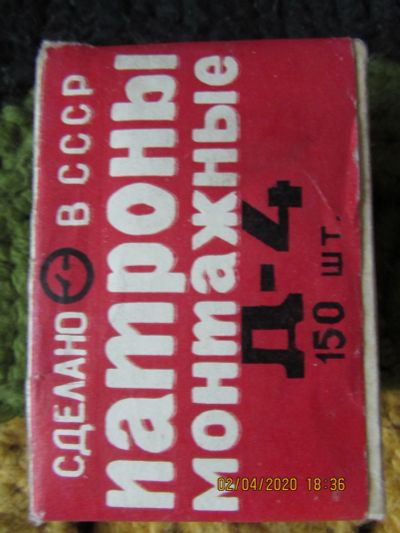 СДЕЛАНО В СССР
патроны
монтажные
Д-4
150 шт.
02/04/2020 18:36